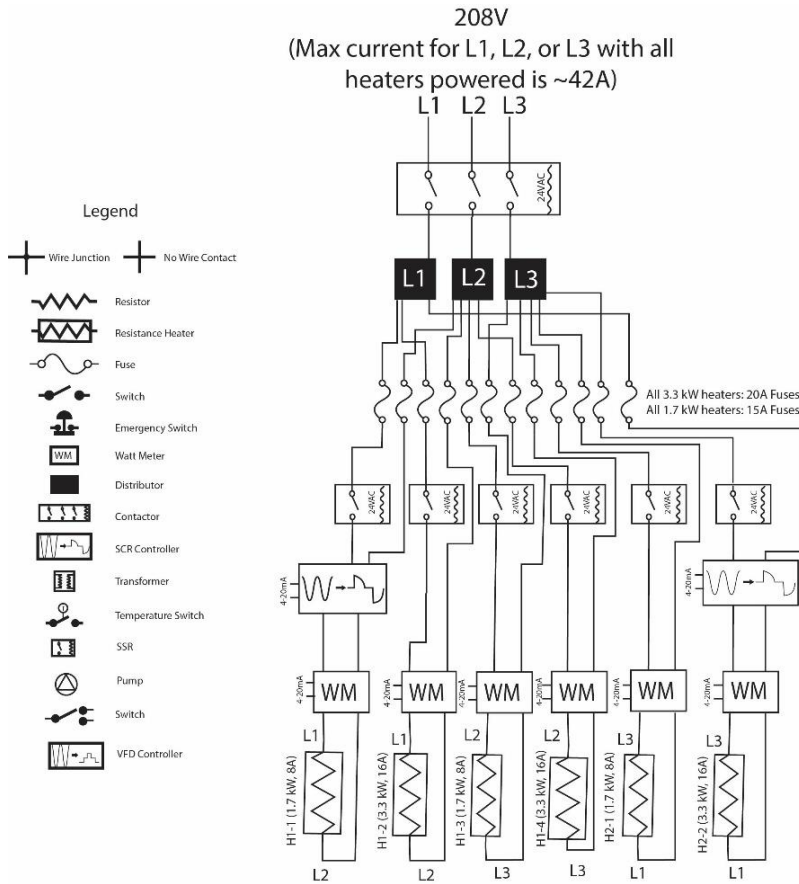 208V
(Max current for L1, L2, or L3 with all
heaters powered is ~42A)
L1 L2 L3
24VAC
Legend
Wire Junction
No Wire Contact
L1 L2 L3
Resistor
Resistance Heater
Fuse
Switch
All 3.3 kW heaters: 20A Fuses
All 1.7 kW heaters: 15A Fuses
Emergency Switch
WM
Watt Meter
Distributor
Contactor
24VAC 24VAC 24VAC 24VAC 24VAC 24VAC
SCR Controller
4-20mA
4-20mA
Transformer
Temperature Switch
SSR
Pump
4-20mA 4-20mA 4-20mA 4-20mA 4-20mA 4-20mA
WM WM WM WM WM WM
Switch
VFD Controller
L1 L1 L2 L2 L3 L3
H1-1 (1.7 kW, 8A)
H1-2 (3.3 kW, 16A)
H1-3 (1.7 kW, 8A)
H1-4 (3.3 kW, 16A)
H2-1 (1.7 kW, 8A)
H2-2 (3.3 kW, 16A)
L2 L2 L3 L3 L1 L1